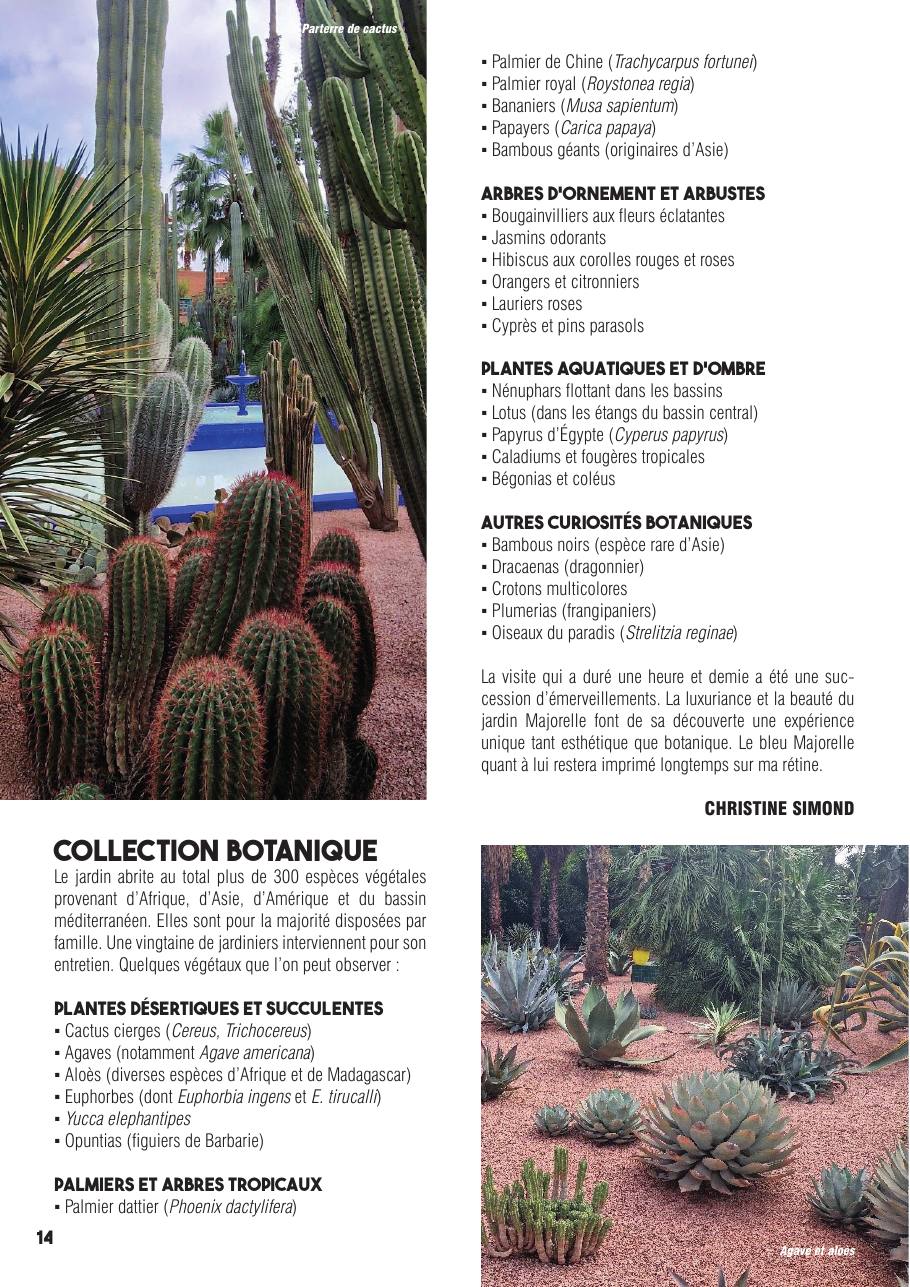 Parterre de cactus
COLLECTION BOTANIQUE
Le jardin abrite au total plus de 300 espèces végétales
provenant d'Afrique, d'Asie, d'Amérique et du bassin
méditerranéen. Elles sont pour la majorité disposées par
famille. Une vingtaine de jardiniers interviennent pour son
entretien. Quelques végétaux que l'on peut observer :
PLANTES DÉSERTIQUES ET SUCCULENTES
▪ Cactus cierges (Cereus, Trichocereus)
▪ Agaves (notamment Agave americana)
▪ Aloès (diverses espèces d'Afrique et de Madagascar)
▪ Euphorbes (dont Euphorbia ingens et E. tirucalli)
▪ Yucca elephantipes
▪ Opuntias (figuiers de Barbarie)
PALMIERS ET ARBRES TROPICAUX
▪ Palmier dattier (Phoenix dactylifera)
▪ Palmier de Chine (Trachycarpus fortunei)
▪ Palmier royal (Roystonea regia)
▪ Bananiers (Musa sapientum)
▪ Papayers (Carica papaya)
▪ Bambous géants (originaires d'Asie)
ARBRES D'ORNEMENT ET ARBUSTES
▪ Bougainvilliers aux fleurs éclatantes
▪ Jasmins odorants
▪ Hibiscus aux corolles rouges et roses
▪ Orangers et citronniers
▪ Lauriers roses
▪ Cyprès et pins parasols
PLANTES AQUATIQUES ET D'OMBRE
▪ Nénuphars flottant dans les bassins
▪ Lotus (dans les étangs du bassin central)
▪ Papyrus d'Égypte (Cyperus papyrus)
▪ Caladiums et fougères tropicales
▪ Bégonias et coléus
AUTRES CURIOSITÉS BOTANIQUES
▪ Bambous noirs (espèce rare d'Asie)
▪ Dracaenas (dragonnier)
▪ Crotons multicolores
▪ Plumerias (frangipaniers)
▪ Oiseaux du paradis (Strelitzia reginae)
La visite qui a duré une heure et demie a été une suc-
cession d'émerveillements. La luxuriance et la beauté du
jardin Majorelle font de sa découverte une expérience
unique tant esthétique que botanique. Le bleu Majorelle
quant à lui restera imprimé longtemps sur ma rétine.
CHRISTINE SIMOND
Agave et aloes
14